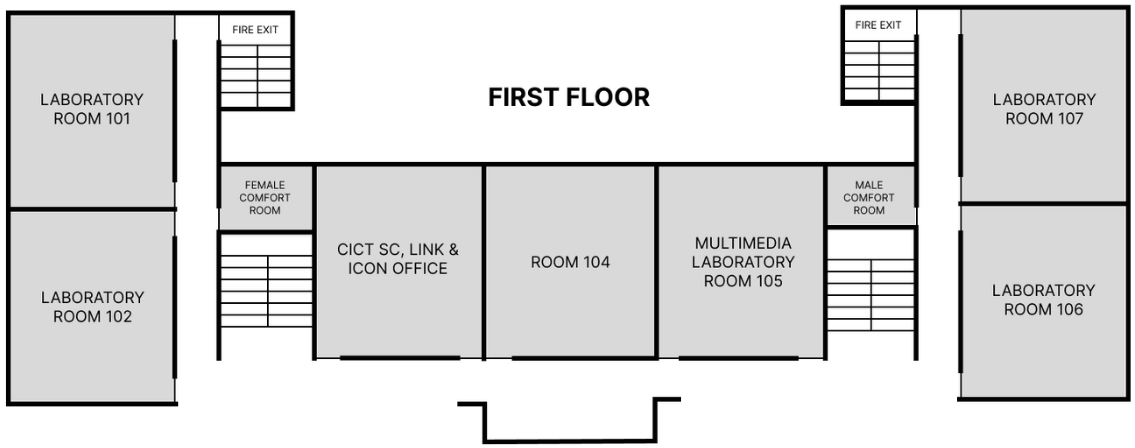 FIRE EXIT
FIRE EXIT
FIRST FLOOR
LABORATORY
ROOM 101
LABORATORY
ROOM 107
FEMALE
COMFORT
ROOM
MALE
COMFORT
ROOM
CICT SC, LINK &
ICON OFFICE
ROOM 104
MULTIMEDIA
LABORATORY
ROOM 105
LABORATORY
ROOM 102
LABORATORY
ROOM 106